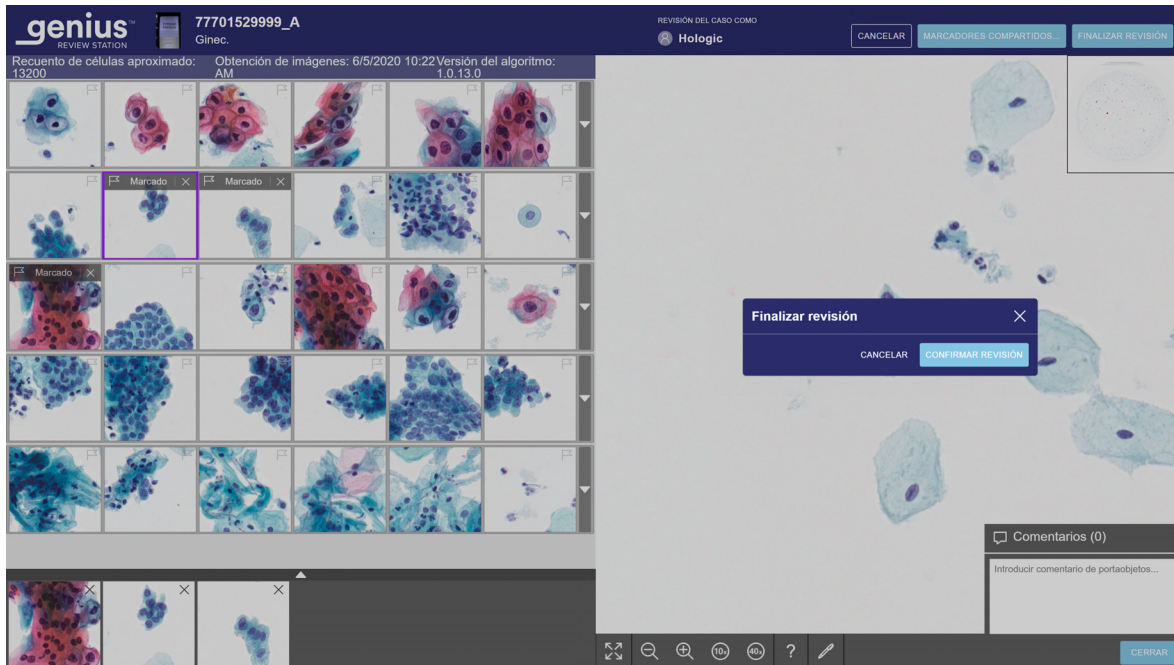 genius™
REVIEW STATION
77701529999_A
Ginec.
REVISIÓN DEL CASO COMO
Hologic
CANCELAR
MARCADORES COMPARTIDOS...
FINALIZAR REVISIÓN
Recuento de células aproximado: 13200
Obtención de imágenes: 6/5/2020 10:22 AM
Versión del algoritmo: 1.0.13.0
Marcado
Marcado
Marcado
Finalizar revisión
CANCELAR
CONFIRMAR REVISIÓN
Comentarios (0)
Introducir comentario de portaobjetos...
10x
40x
?
CERRAR